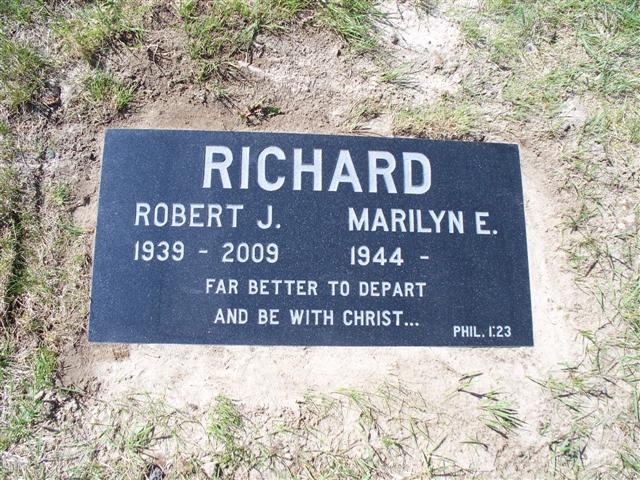 RICHARD
ROBERT J. MARILYN E.
1939 - 2009 1944 -
FAR BETTER TO DEPART
AND BE WITH CHRIST...
PHIL. 1:23